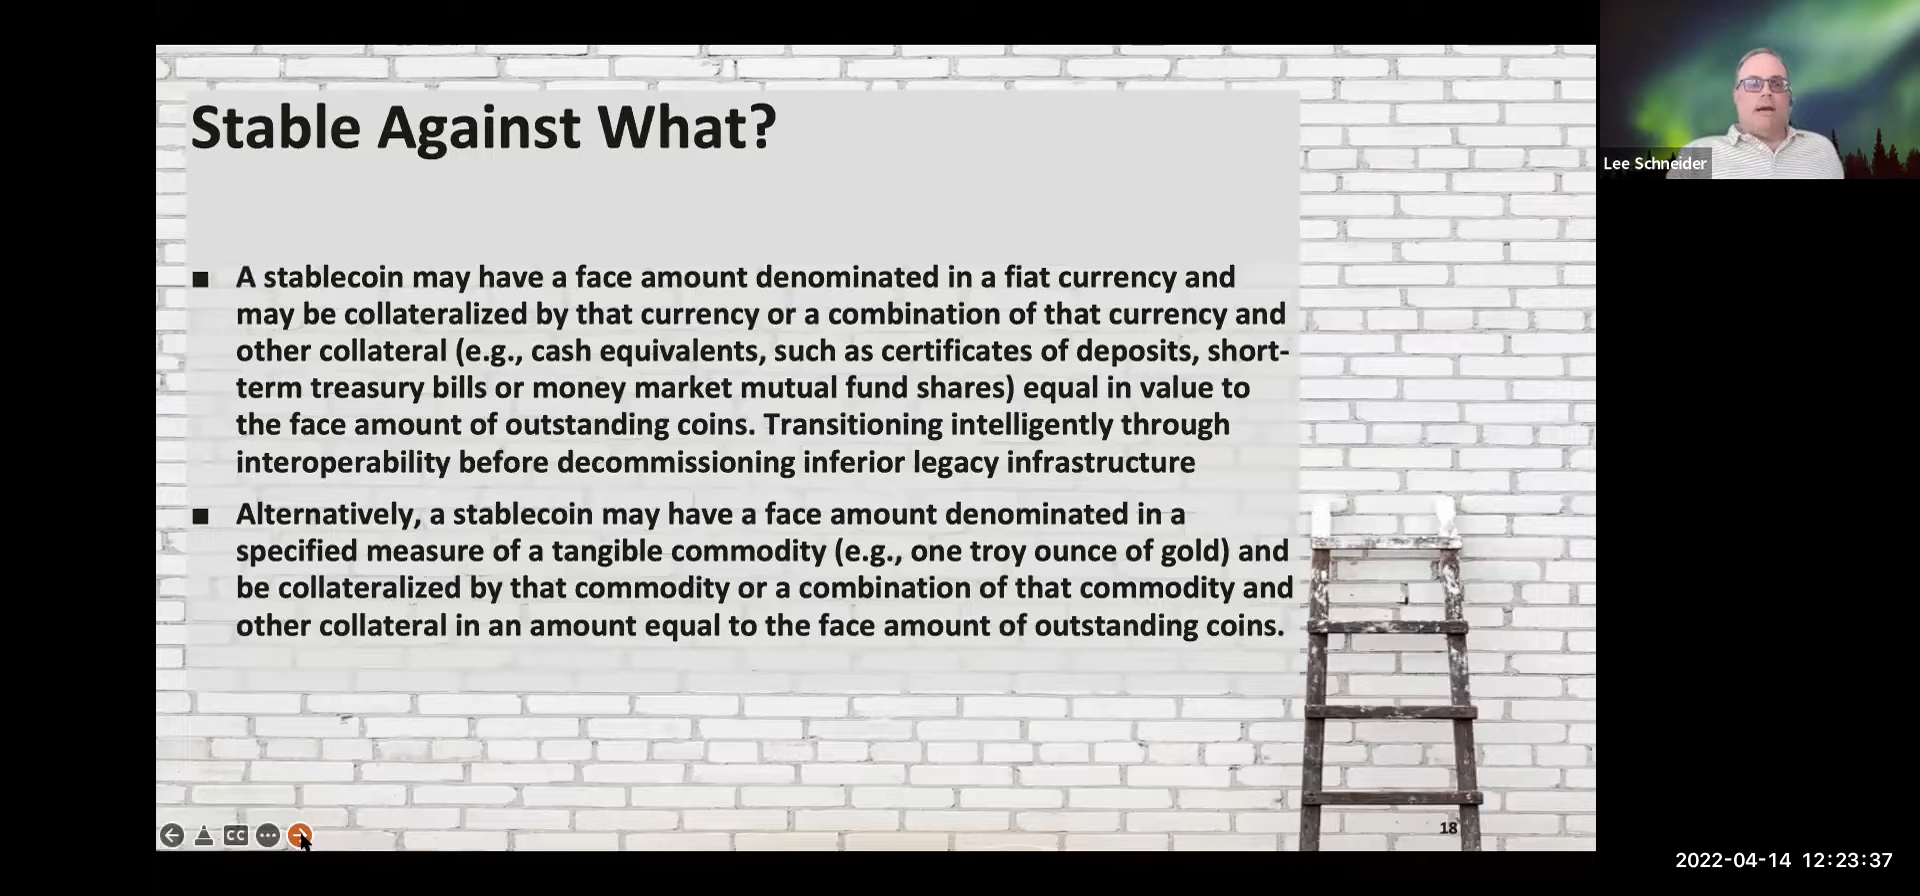 Stable Against What?
■ A stablecoin may have a face amount denominated in a fiat currency and
may be collateralized by that currency or a combination of that currency and
other collateral (e.g., cash equivalents, such as certificates of deposits, short-
term treasury bills or money market mutual fund shares) equal in value to
the face amount of outstanding coins. Transitioning intelligently through
interoperability before decommissioning inferior legacy infrastructure
■ Alternatively, a stablecoin may have a face amount denominated in a
specified measure of a tangible commodity (e.g., one troy ounce of gold) and
be collateralized by that commodity or a combination of that commodity and
other collateral in an amount equal to the face amount of outstanding coins.
CC
18
Lee Schneider
2022-04-14 12:23:37